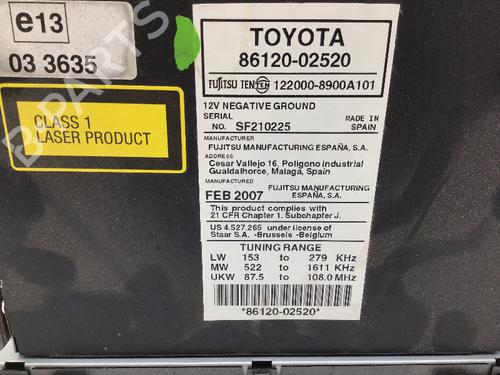 e13
03 3635
CLASS 1
LASER PRODUCT
TOYOTA
86120-02520
FUJITSU TEN TEN 122000-8900A101
12V NEGATIVE GROUND
SERIAL
NO. SF210225
MADE IN
SPAIN
MANUFACTURER
FUJITSU MANUFACTURING ESPAÑA, S.A.
ADDRESS
Cesar Vallejo 16, Poligono Industrial
Gualdalhorce, Malaga, Spain
MANUFACTURED
FEB 2007
FUJITSU MANUFACTURING
ESPAÑA, S.A.
This product complies with
21 CFR Chapter 1. Subchapter J.
US 4.527.265 under license of
Staar S.A. -Brussels -Belgium
TUNING RANGE
LW 153 to 279 KHz
MW 522 to 1611 KHz
UKW 87.5 to 108.0 MHz
*86120-02520*
B-PARTS